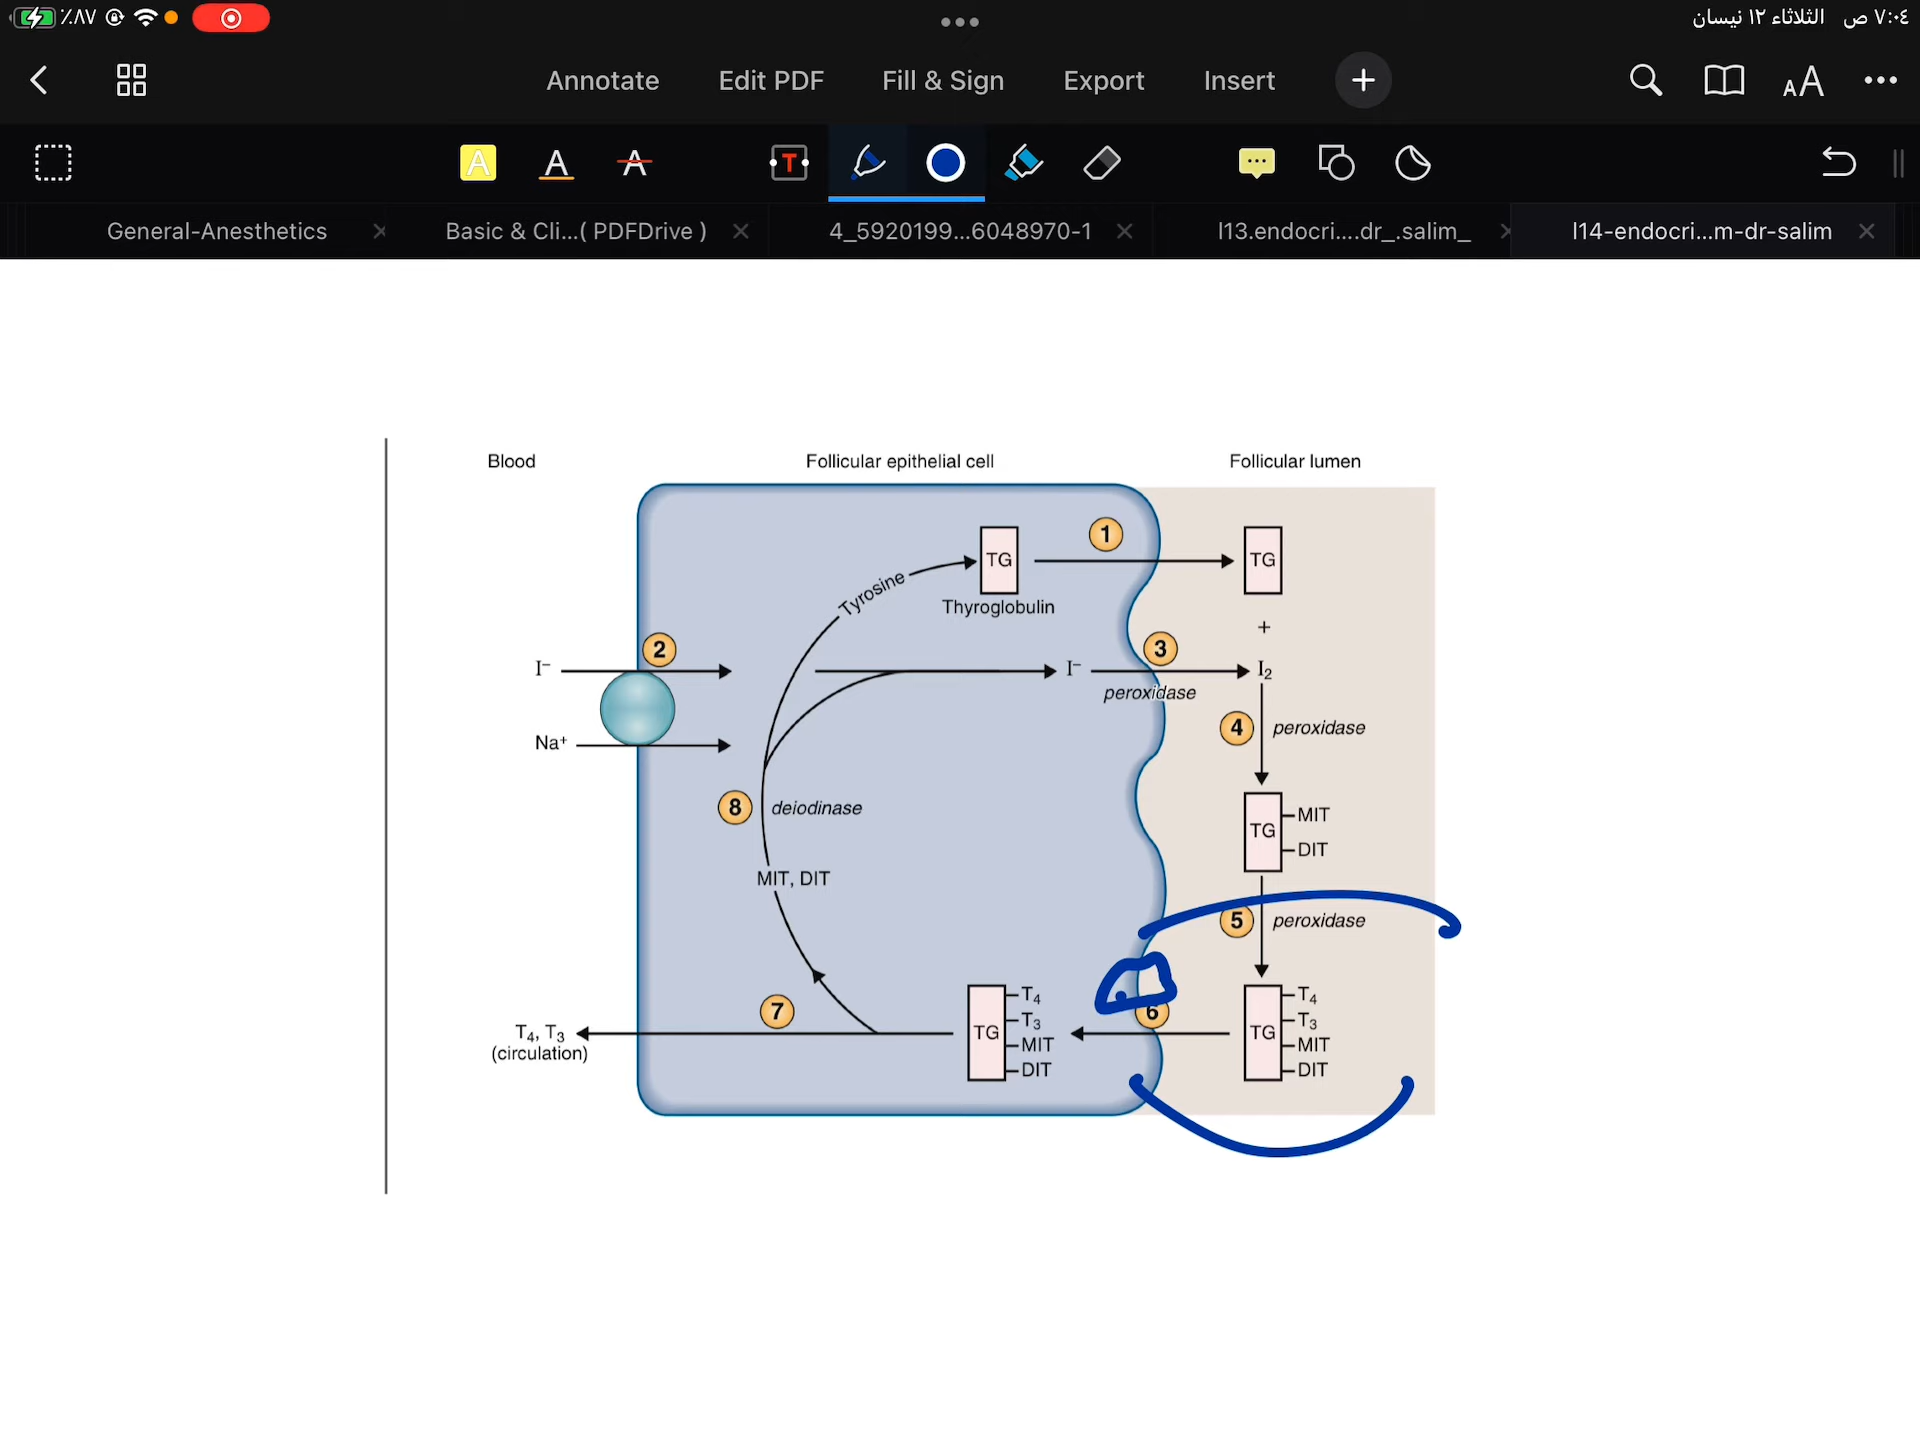 ٪٨٧
٧:٠٤ ص الثلاثاء ١٢ نيسان
Annotate Edit PDF Fill & Sign Export Insert
AA
A A A T
General-Anesthetics
Basic & Cli...( PDFDrive )
4_5920199...6048970-1
l13.endocri....dr_.salim_
l14-endocri...m-dr-salim
Blood Follicular epithelial cell Follicular lumen
1
TG TG
Tyrosine
Thyroglobulin
+
2 3
I⁻ I⁻ I₂
peroxidase
4 peroxidase
Na⁺
8 deiodinase
TG MIT
DIT
MIT, DIT
5 peroxidase
7 6
T₄, T₃
(circulation)
TG T₄
T₃
MIT
DIT
TG T₄
T₃
MIT
DIT